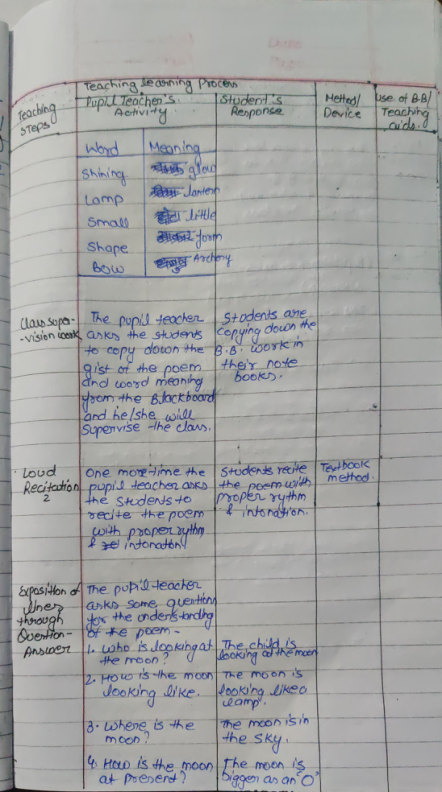 Teaching Learning Process
Teaching Steps
Pupil Teacher's Activity
Student's Response
Method/ Device
Use of B.B/ Teaching aids.
Word Meaning
Shining glow
Lamp lantern
Small little
Shape form
Bow Archery
Class super-
-vision work
The pupil teacher
asks the students
to copy down the
gist of the poem
and word meaning
from the Blackboard
and he/she will
supervise the class.
Students are
copying down the
B.B. work in
their note
books.
Loud
Recitation
2
One more time the
pupil teacher asks
the students to
recite the poem
with proper rythm
& intonation.
Students recite
the poem with
proper rythm
& intonation.
Textbook
method.
Exposition of
lines
through
Question-
Answer
The pupil teacher
asks some questions
for the understanding
of the poem -
1. Who is looking at
the moon?
The child is
looking at the moon
2. How is the moon
looking like.
The moon is
looking like a
lamp.
3. Where is the
moon?
The moon is in
the sky.
4. How is the moon
at present?
The moon is
bigger as an "O"